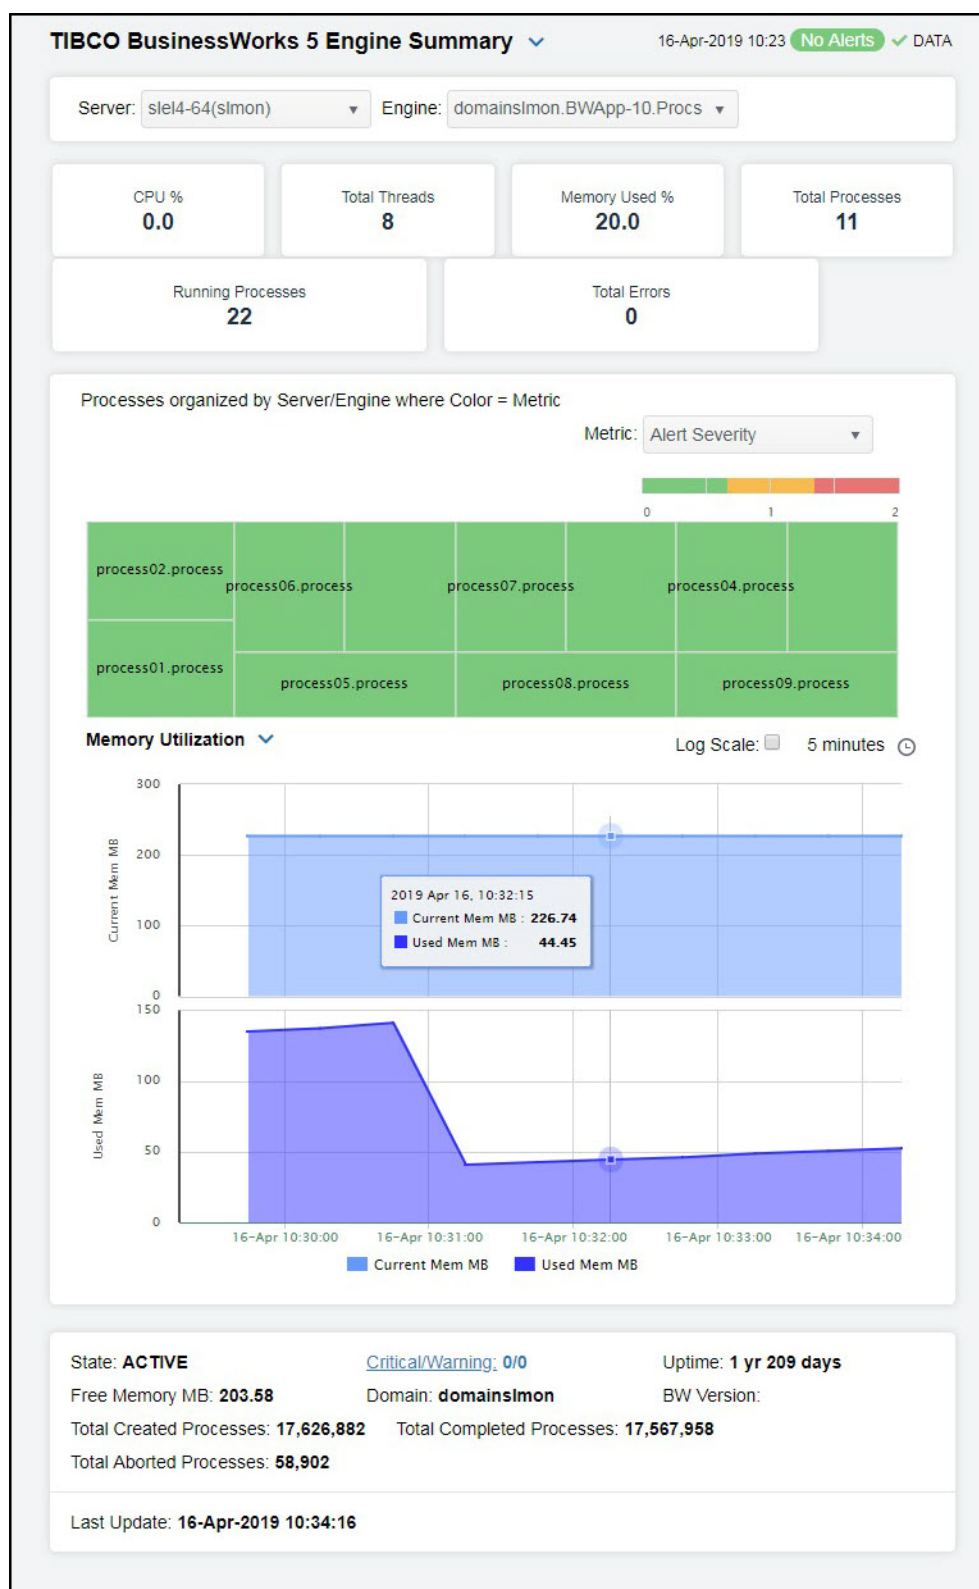 TIBCO BusinessWorks 5 Engine Summary 16-Apr-2019 10:23 No Alerts DATA
Server: slel4-64(slmon) Engine: domainslmon.BWApp-10.Procs
CPU % Total Threads Memory Used % Total Processes
0.0 8 20.0 11
Running Processes Total Errors
22 0
Processes organized by Server/Engine where Color = Metric
Metric: Alert Severity
0 1 2
process02.process process06.process process07.process process04.process
process01.process process05.process process08.process process09.process
Memory Utilization Log Scale: 5 minutes
300
200
100
0
Current Mem MB
2019 Apr 16, 10:32:15
Current Mem MB : 226.74
Used Mem MB : 44.45
150
100
50
0
Used Mem MB
16-Apr 10:30:00 16-Apr 10:31:00 16-Apr 10:32:00 16-Apr 10:33:00 16-Apr 10:34:00
Current Mem MB Used Mem MB
State: ACTIVE Critical/Warning: 0/0 Uptime: 1 yr 209 days
Free Memory MB: 203.58 Domain: domainslmon BW Version:
Total Created Processes: 17,626,882 Total Completed Processes: 17,567,958
Total Aborted Processes: 58,902
Last Update: 16-Apr-2019 10:34:16